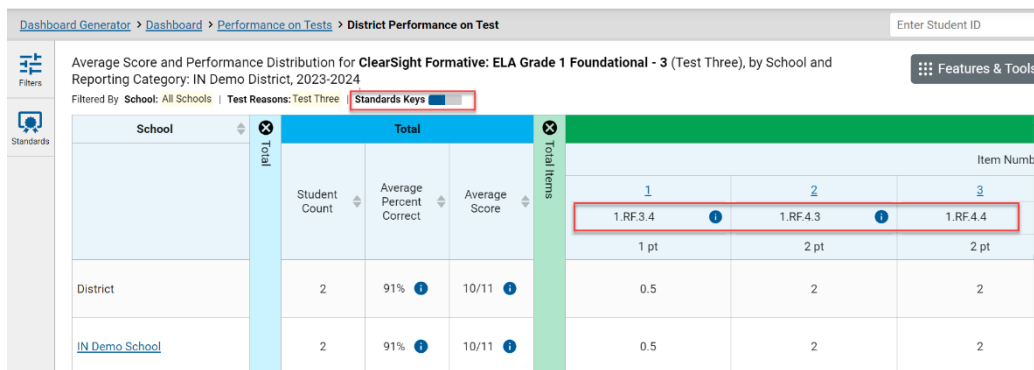 Dashboard Generator > Dashboard > Performance on Tests > District Performance on Test
Enter Student ID
Filters
Standards
Average Score and Performance Distribution for ClearSight Formative: ELA Grade 1 Foundational - 3 (Test Three), by School and
Reporting Category: IN Demo District, 2023-2024
Filtered By School: All Schools | Test Reasons: Test Three | Standards Keys
Features & Tools
School
Total
Total
Total Items
Item Numb
Student Count
Average Percent Correct
Average Score
1 2 3
1.RF.3.4 1.RF.4.3 1.RF.4.4
1 pt 2 pt 2 pt
District 2 91% 10/11 0.5 2 2
IN Demo School 2 91% 10/11 0.5 2 2